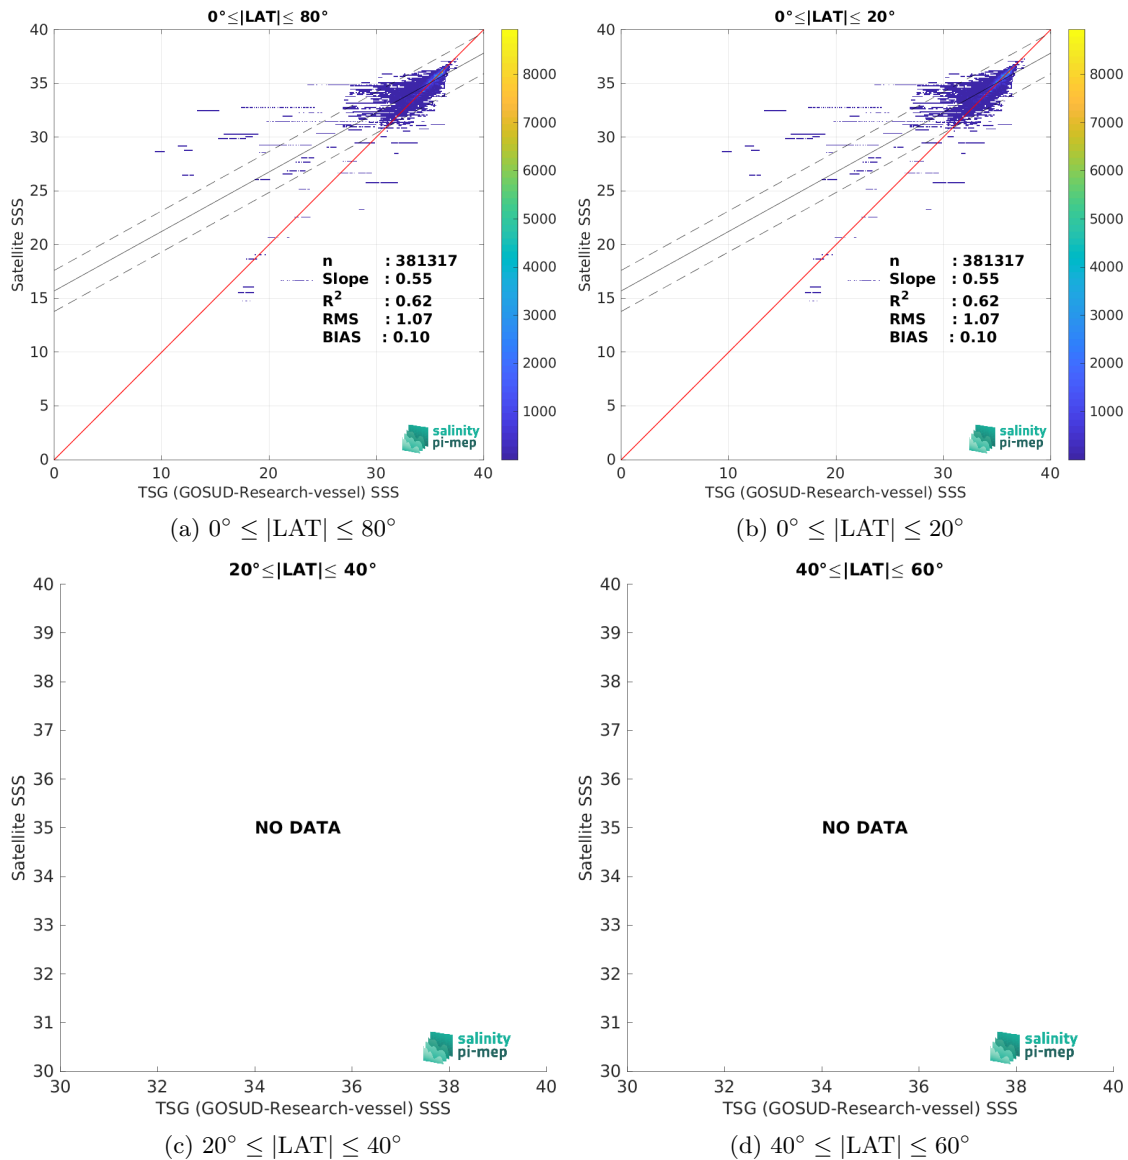 0°≤|LAT|≤ 80°
40
35
30
25
20
15
10
5
0
Satellite SSS
0
10
20
30
40
TSG (GOSUD-Research-vessel) SSS
8000
7000
6000
5000
4000
3000
2000
1000
n : 381317
Slope : 0.55
R² : 0.62
RMS : 1.07
BIAS : 0.10
salinity
pi-mep
(a) 0° ≤ |LAT| ≤ 80°
0°≤|LAT|≤ 20°
40
35
30
25
20
15
10
5
0
Satellite SSS
0
10
20
30
40
TSG (GOSUD-Research-vessel) SSS
8000
7000
6000
5000
4000
3000
2000
1000
n : 381317
Slope : 0.55
R² : 0.62
RMS : 1.07
BIAS : 0.10
salinity
pi-mep
(b) 0° ≤ |LAT| ≤ 20°
20°≤|LAT|≤ 40°
40
39
38
37
36
35
34
33
32
31
30
Satellite SSS
NO DATA
salinity
pi-mep
30
32
34
36
38
40
TSG (GOSUD-Research-vessel) SSS
(c) 20° ≤ |LAT| ≤ 40°
40°≤|LAT|≤ 60°
40
39
38
37
36
35
34
33
32
31
30
Satellite SSS
NO DATA
salinity
pi-mep
30
32
34
36
38
40
TSG (GOSUD-Research-vessel) SSS
(d) 40° ≤ |LAT| ≤ 60°